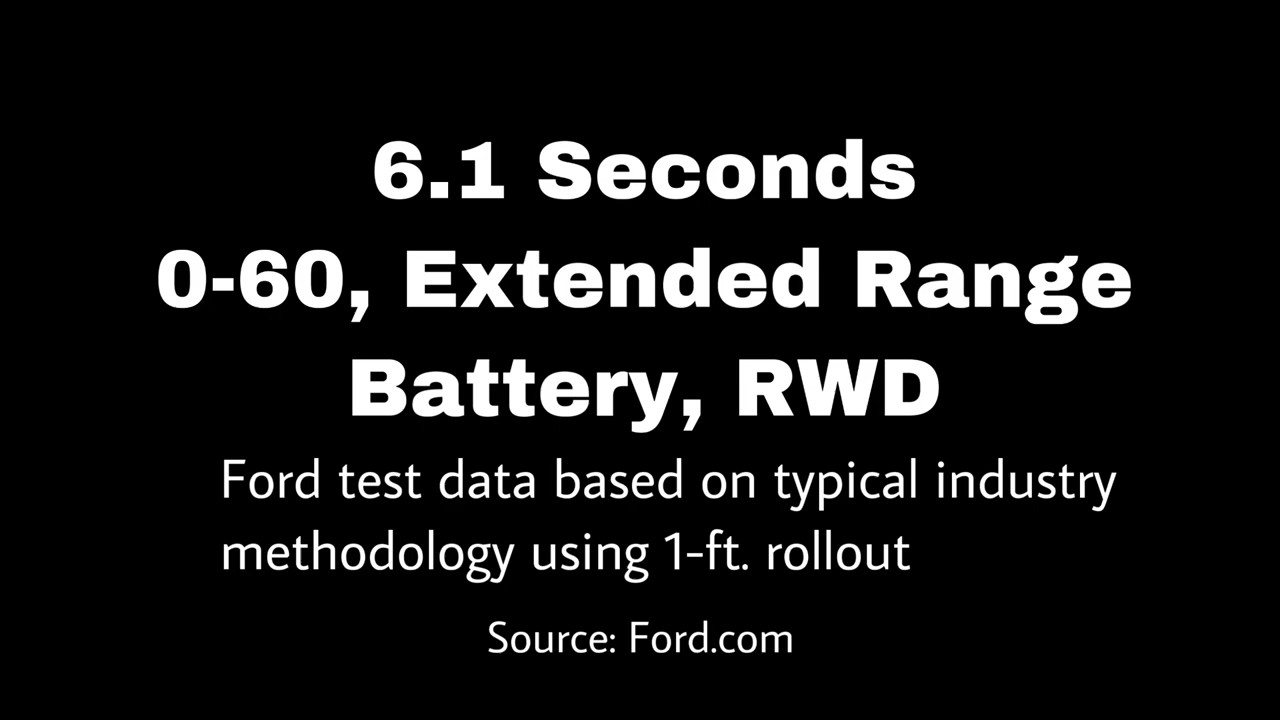 6.1 Seconds
0-60, Extended Range
Battery, RWD
Ford test data based on typical industry
methodology using 1-ft. rollout
Source: Ford.com